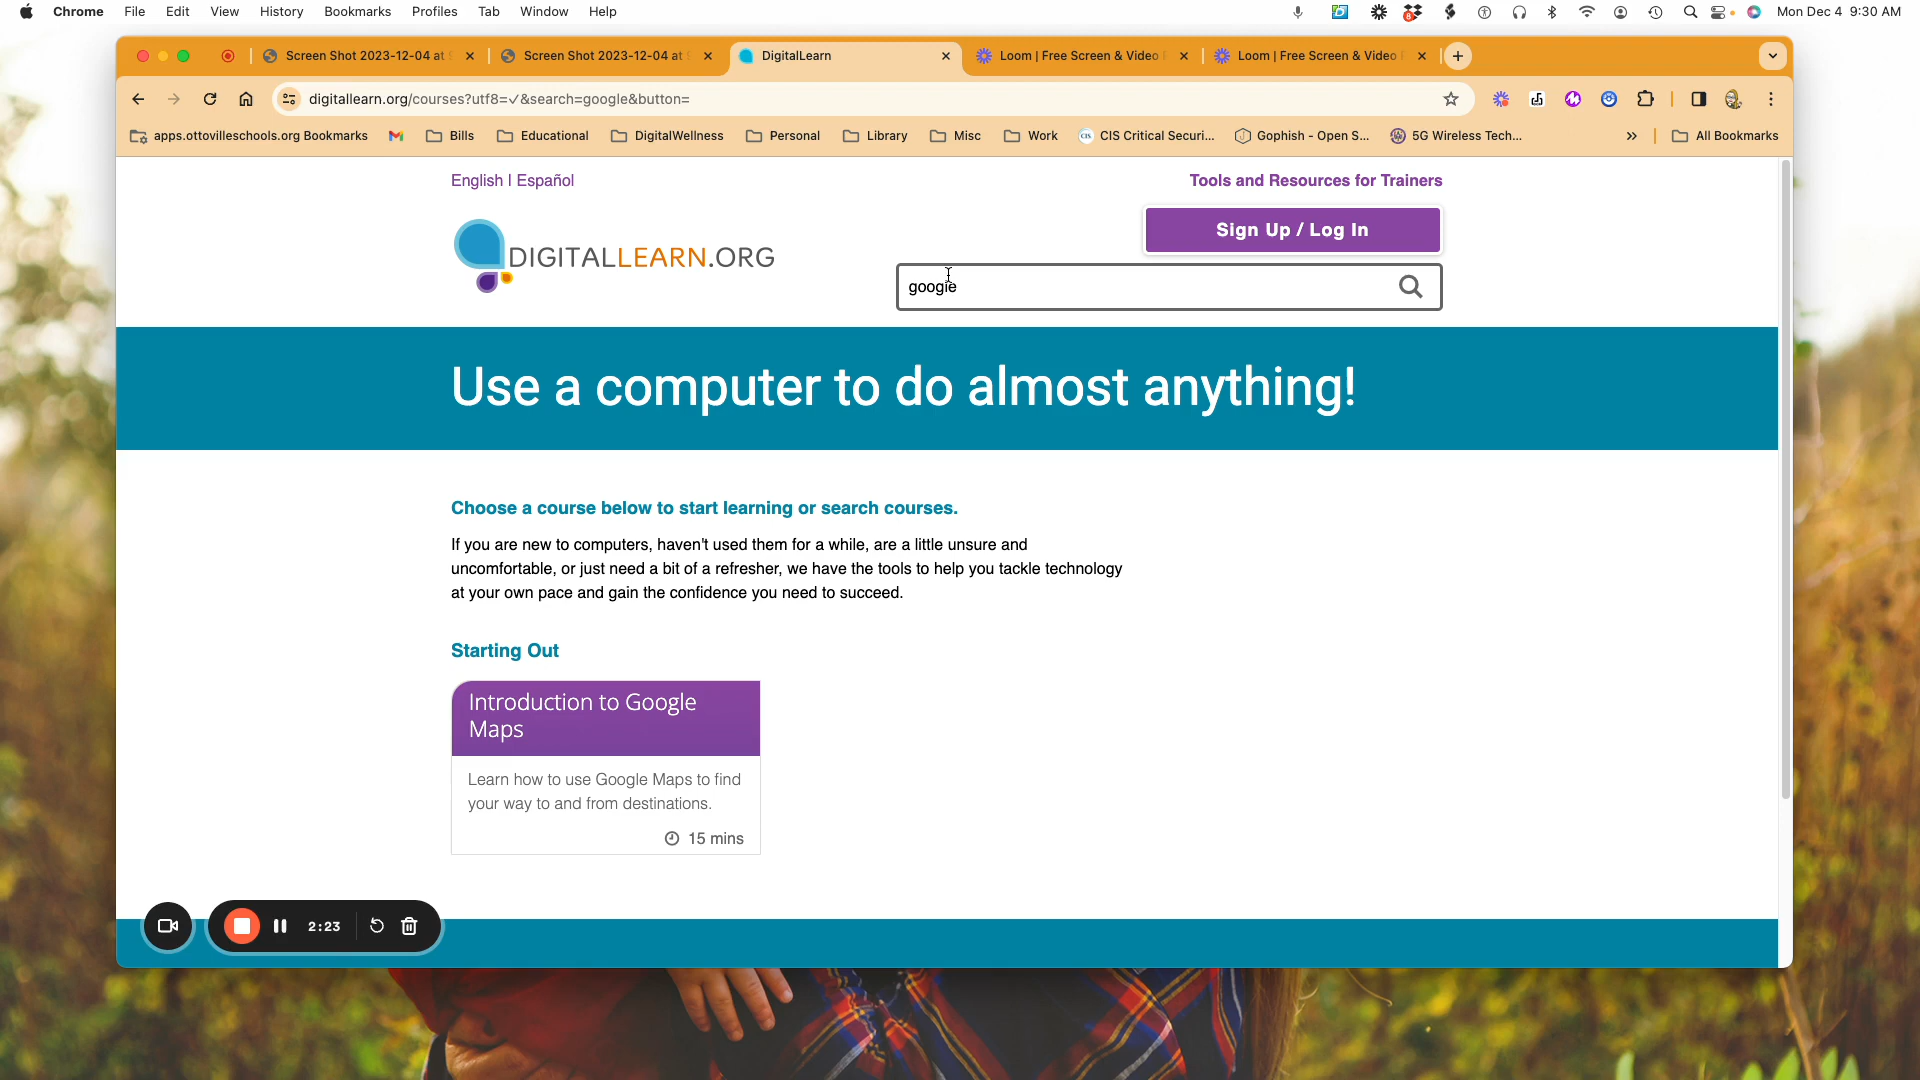 Chrome File Edit View History Bookmarks Profiles Tab Window Help
8
Mon Dec 4 9:30 AM
Screen Shot 2023-12-04 at
Screen Shot 2023-12-04 at
DigitalLearn
Loom | Free Screen & Video
Loom | Free Screen & Video
digitallearn.org/courses?utf8=✓&search=google&button=
apps.ottovilleschools.org Bookmarks
Bills
Educational
DigitalWellness
Personal
Library
Misc
Work
CIS Critical Securi...
Gophish - Open S...
5G Wireless Tech...
All Bookmarks
English | Español
Tools and Resources for Trainers
DIGITALLEARN.ORG
Sign Up / Log In
google
Use a computer to do almost anything!
Choose a course below to start learning or search courses.
If you are new to computers, haven't used them for a while, are a little unsure and
uncomfortable, or just need a bit of a refresher, we have the tools to help you tackle technology
at your own pace and gain the confidence you need to succeed.
Starting Out
Introduction to Google
Maps
Learn how to use Google Maps to find
your way to and from destinations.
15 mins
2:23